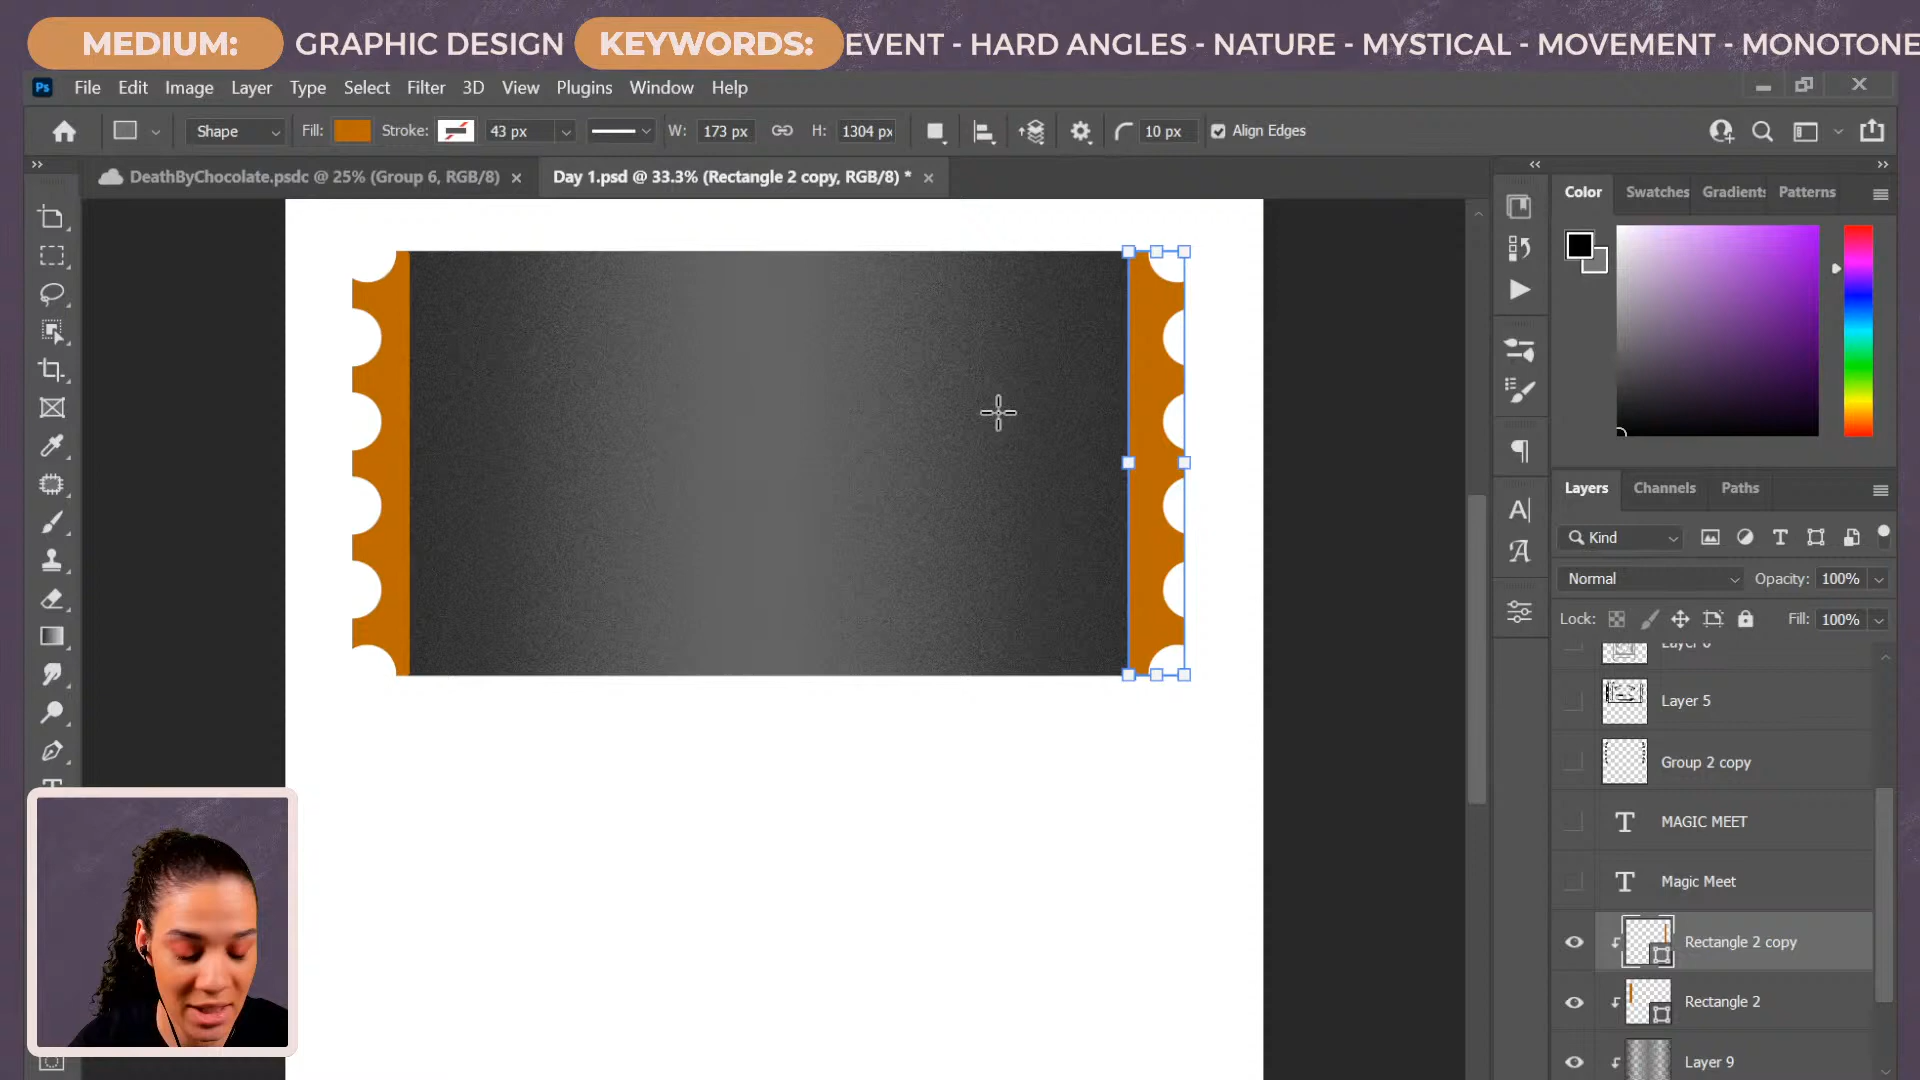 MEDIUM: GRAPHIC DESIGN KEYWORDS: EVENT - HARD ANGLES - NATURE - MYSTICAL - MOVEMENT - MONOTONE
Ps File Edit Image Layer Type Select Filter 3D View Plugins Window Help
Shape Fill: Stroke: 43 px W: 173 px H: 1304 px 10 px Align Edges
DeathByChocolate.psdc @ 25% (Group 6, RGB/8) × Day 1.psd @ 33.3% (Rectangle 2 copy, RGB/8) * ×
Color Swatches Gradients Patterns
Layers Channels Paths
Kind
Normal Opacity: 100%
Lock: Fill: 100%
Layer 5
Group 2 copy
MAGIC MEET
Magic Meet
Rectangle 2 copy
Rectangle 2
Layer 9